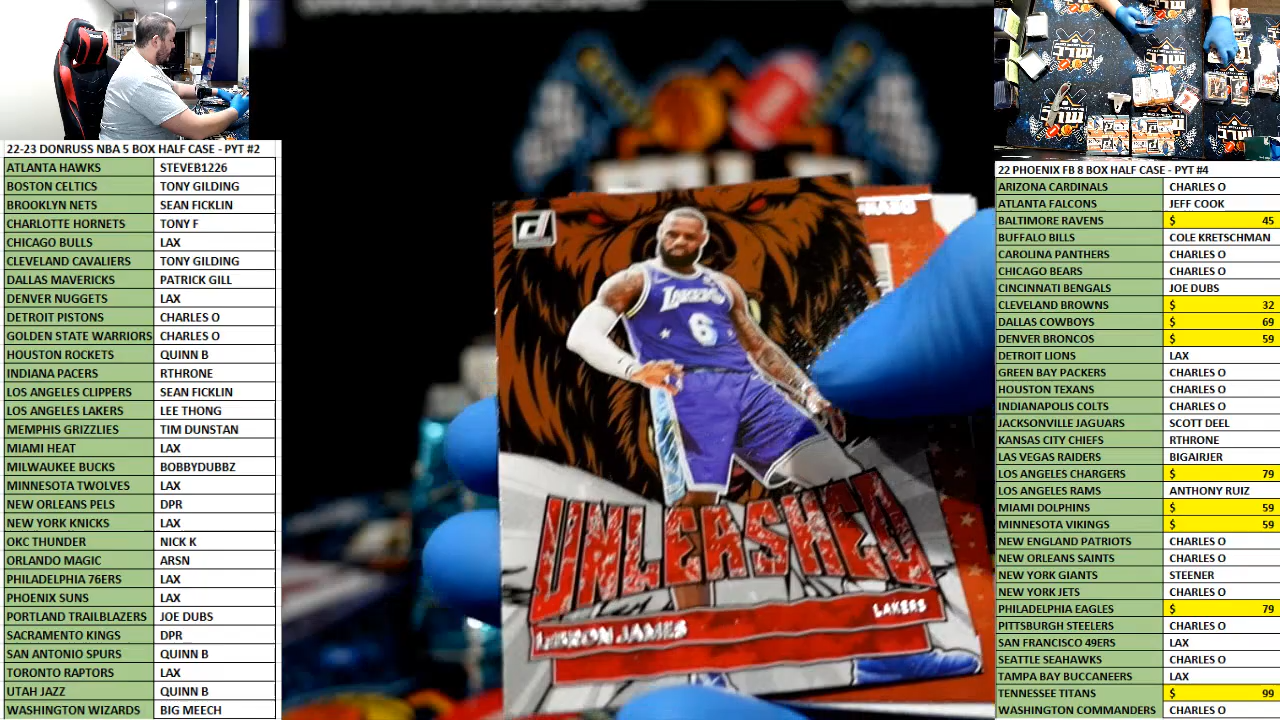 22-23 DONRUSS NBA 5 BOX HALF CASE - PYT #2
ATLANTA HAWKS STEVEB1226
BOSTON CELTICS TONY GILDING
BROOKLYN NETS SEAN FICKLIN
CHARLOTTE HORNETS TONY F
CHICAGO BULLS LAX
CLEVELAND CAVALIERS TONY GILDING
DALLAS MAVERICKS PATRICK GILL
DENVER NUGGETS LAX
DETROIT PISTONS CHARLES O
GOLDEN STATE WARRIORS CHARLES O
HOUSTON ROCKETS QUINN B
INDIANA PACERS RTHRONE
LOS ANGELES CLIPPERS SEAN FICKLIN
LOS ANGELES LAKERS LEE THONG
MEMPHIS GRIZZLIES TIM DUNSTAN
MIAMI HEAT LAX
MILWAUKEE BUCKS BOBBYDUBBZ
MINNESOTA TWOLVES LAX
NEW ORLEANS PELS DPR
NEW YORK KNICKS LAX
OKC THUNDER NICK K
ORLANDO MAGIC ARSN
PHILADELPHIA 76ERS LAX
PHOENIX SUNS LAX
PORTLAND TRAILBLAZERS JOE DUBS
SACRAMENTO KINGS DPR
SAN ANTONIO SPURS QUINN B
TORONTO RAPTORS LAX
UTAH JAZZ QUINN B
WASHINGTON WIZARDS BIG MEECH
d
LAKERS
6
UNLEASHED
LAKERS
LEBRON JAMES
22 PHOENIX FB 8 BOX HALF CASE - PYT #4
ARIZONA CARDINALS CHARLES O
ATLANTA FALCONS JEFF COOK
BALTIMORE RAVENS $ 45
BUFFALO BILLS COLE KRETSCHMAN
CAROLINA PANTHERS CHARLES O
CHICAGO BEARS CHARLES O
CINCINNATI BENGALS JOE DUBS
CLEVELAND BROWNS $ 32
DALLAS COWBOYS $ 69
DENVER BRONCOS $ 59
DETROIT LIONS LAX
GREEN BAY PACKERS CHARLES O
HOUSTON TEXANS CHARLES O
INDIANAPOLIS COLTS CHARLES O
JACKSONVILLE JAGUARS SCOTT DEEL
KANSAS CITY CHIEFS RTHRONE
LAS VEGAS RAIDERS BIGAIRJER
LOS ANGELES CHARGERS $ 79
LOS ANGELES RAMS ANTHONY RUIZ
MIAMI DOLPHINS $ 59
MINNESOTA VIKINGS $ 59
NEW ENGLAND PATRIOTS CHARLES O
NEW ORLEANS SAINTS CHARLES O
NEW YORK GIANTS STEENER
NEW YORK JETS CHARLES O
PHILADELPHIA EAGLES $ 79
PITTSBURGH STEELERS CHARLES O
SAN FRANCISCO 49ERS LAX
SEATTLE SEAHAWKS CHARLES O
TAMPA BAY BUCCANEERS LAX
TENNESSEE TITANS $ 99
WASHINGTON COMMANDERS CHARLES O